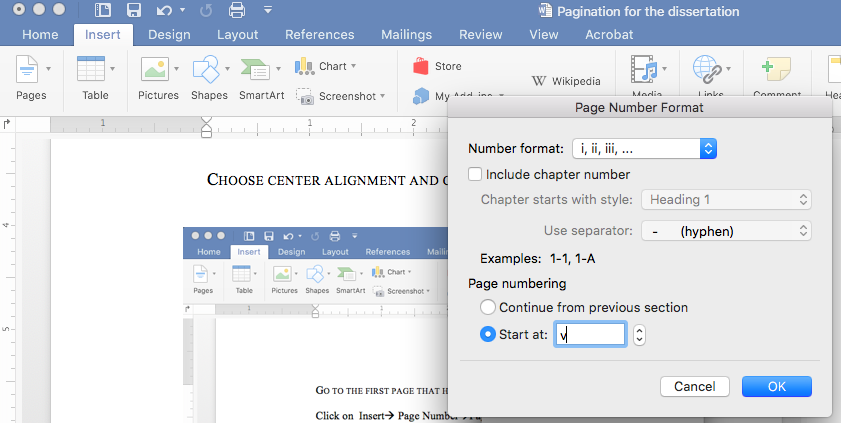 Pagination for the dissertation
Home Insert Design Layout References Mailings Review View Acrobat
Chart
Store
Wikipedia
Screenshot
My Add-ins
Pages Table Pictures Shapes SmartArt Media Links Comment
Page Number Format
1 1 2
Number format: i, ii, iii, ...
Include chapter number
CHOOSE CENTER ALIGNMENT AND
Chapter starts with style: Heading 1
Use separator: - (hyphen)
Home Insert Design Layout References
Chart
Screenshot
Pages Table Pictures Shapes SmartArt
Examples: 1-1, 1-A
Page numbering
Continue from previous section
Start at: v
GO TO THE FIRST PAGE THAT
Click on Insert→ Page Number
Cancel OK